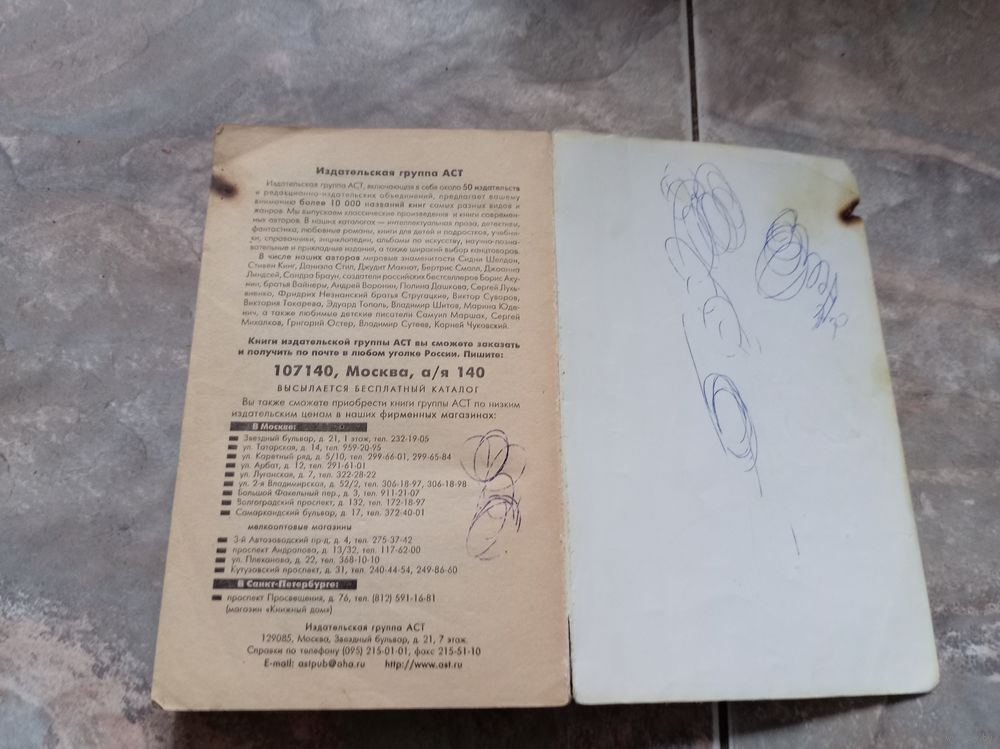 Издательская группа АСТ
Издательская группа АСТ, включающая в себя около 50 издательств
и редакционно-издательских объединений, предлагает вашему
вниманию более 10 000 названий книг самых разных видов и
жанров. Мы выпускаем классические произведения и книги современ-
ных авторов. В наших каталогах — интеллектуальная проза, детективы,
фантастика, любовные романы, книги для детей и подростков, учебни-
ки, справочники, энциклопедии, альбомы по искусству, научно-позна-
вательные и прикладные издания, а также широкий выбор канцтоваров.
В числе наших авторов мировые знаменитости Сидни Шелдон,
Стивен Кинг, Даниэла Стил, Джудит Макнот, Бертрис Смолл, Джоанна
Линдсей, Сандра Браун, создатели российских бестселлеров Борис Аку-
нин, братья Вайнеры, Андрей Воронин, Полина Дашкова, Сергей Лукь-
яненко, Фридрих Незнанский братья Стругацкие, Виктор Суворов,
Виктория Токарева, Эдуард Тополь, Владимир Шитов, Марина Юде-
нич, а также любимые детские писатели Самуил Маршак, Сергей
Михалков, Григорий Остер, Владимир Сутеев, Корней Чуковский.
Книги издательской группы АСТ вы сможете заказать
и получить по почте в любом уголке России. Пишите:
107140, Москва, а/я 140
ВЫСЫЛАЕТСЯ БЕСПЛАТНЫЙ КАТАЛОГ
Вы также сможете приобрести книги группы АСТ по низким
издательским ценам в наших фирменных магазинах:
В Москве:
Звездный бульвар, д. 21, 1 этаж, тел. 232-19-05
ул. Татарская, д. 14, тел. 959-20-95
ул. Каретный ряд, д. 5/10, тел. 299-66-01, 299-65-84
ул. Арбат, д. 12, тел. 291-61-01
ул. Луганская, д. 7, тел. 322-28-22
ул. 2-я Владимирская, д. 52/2, тел. 306-18-97, 306-18-98
Большой Факельный пер., д. 3, тел. 911-21-07
Волгоградский проспект, д. 132, тел. 172-18-97
Самаркандский бульвар, д. 17, тел. 372-40-01
мелкооптовые магазины
3-й Автозаводский пр-д, д. 4, тел. 275-37-42
проспект Андропова, д. 13/32, тел. 117-62-00
ул. Плеханова, д. 22, тел. 368-10-10
Кутузовский проспект, д. 31, тел. 240-44-54, 249-86-60
В Санкт-Петербурге:
проспект Просвещения, д. 76, тел. (812) 591-16-81
(магазин «Книжный дом»)
Издательская группа АСТ
129085, Москва, Звездный бульвар, д. 21, 7 этаж.
Справки по телефону (095) 215-01-01, факс 215-51-10
E-mail: astpub@aha.ru http://www.ast.ru